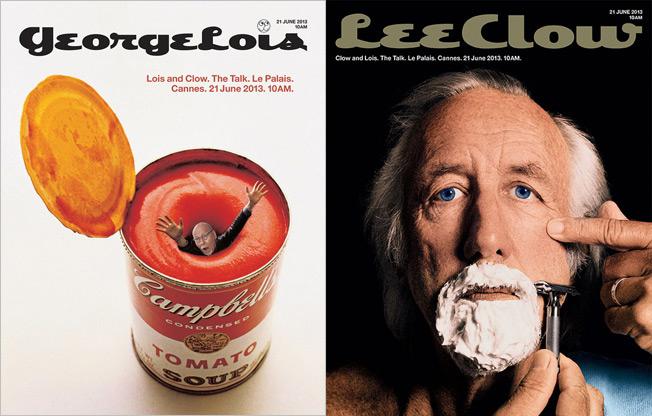 21 JUNE 2013
10AM
GeorgeLois
Lois and Clow. The Talk. Le Palais.
Cannes. 21 June 2013. 10AM.
Campbell's
CONDENSED
TOMATO
SOUP
21 JUNE 2013
10AM
LeeClow
Clow and Lois. The Talk. Le Palais. Cannes. 21 June 2013. 10AM.